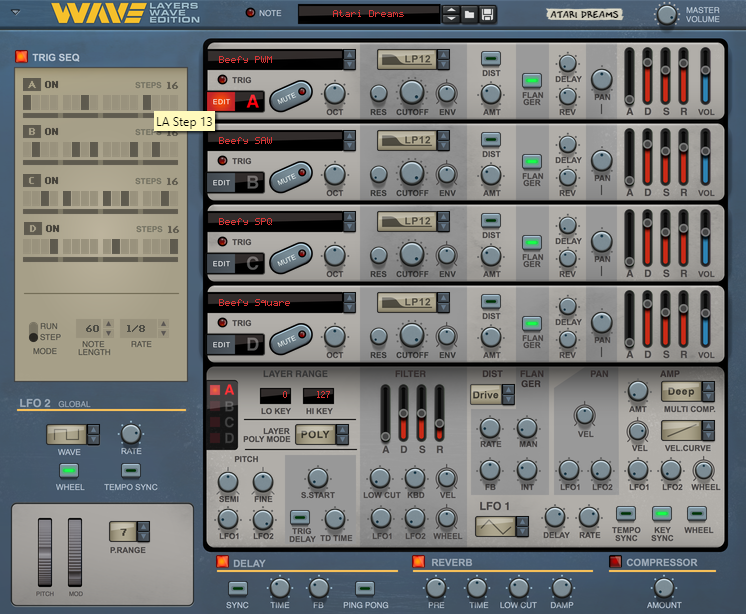 WAVE LAYERS WAVE EDITION
NOTE
Atari Dreams
ATARI DREAMS
MASTER VOLUME
TRIG SEQ
A ON STEPS 16
LA Step 13
B ON STEPS 16
C ON STEPS 16
D ON STEPS 16
RUN
STEP
MODE
60
NOTE LENGTH
1/8
RATE
LFO 2 GLOBAL
WAVE
RATE
WHEEL
TEMPO SYNC
PITCH
MOD
7
P.RANGE
Beefy PWM
TRIG
EDIT A
MUTE
OCT
LP12
RES CUTOFF ENV
DIST
AMT
FLAN GER
DELAY
REV
PAN
A D S R VOL
Beefy SAW
TRIG
EDIT B
MUTE
OCT
LP12
RES CUTOFF ENV
DIST
AMT
FLAN GER
DELAY
REV
PAN
A D S R VOL
Beefy SPQ
TRIG
EDIT C
MUTE
OCT
LP12
RES CUTOFF ENV
DIST
AMT
FLAN GER
DELAY
REV
PAN
A D S R VOL
Beefy Square
TRIG
EDIT D
MUTE
OCT
LP12
RES CUTOFF ENV
DIST
AMT
FLAN GER
DELAY
REV
PAN
A D S R VOL
A
B
C
D
LAYER RANGE
0 127
LO KEY HI KEY
LAYER POLY MODE
POLY
PITCH
SEMI FINE
LFO1 LFO2
S.START
TRIG DELAY
TD TIME
FILTER
A D S R
LOW CUT KBD VEL
LFO1 LFO2 WHEEL
DIST
FLAN GER
Drive
RATE MAN
FB INT
PAN
VEL
LFO1 LFO2
AMP
AMT
Deep
MULTI COMP.
VEL
VEL.CURVE
LFO1 LFO2 WHEEL
LFO 1
DELAY RATE
TEMPO SYNC
KEY SYNC
WHEEL
DELAY
SYNC TIME FB PING PONG
REVERB
PRE TIME LOW CUT DAMP
COMPRESSOR
AMOUNT